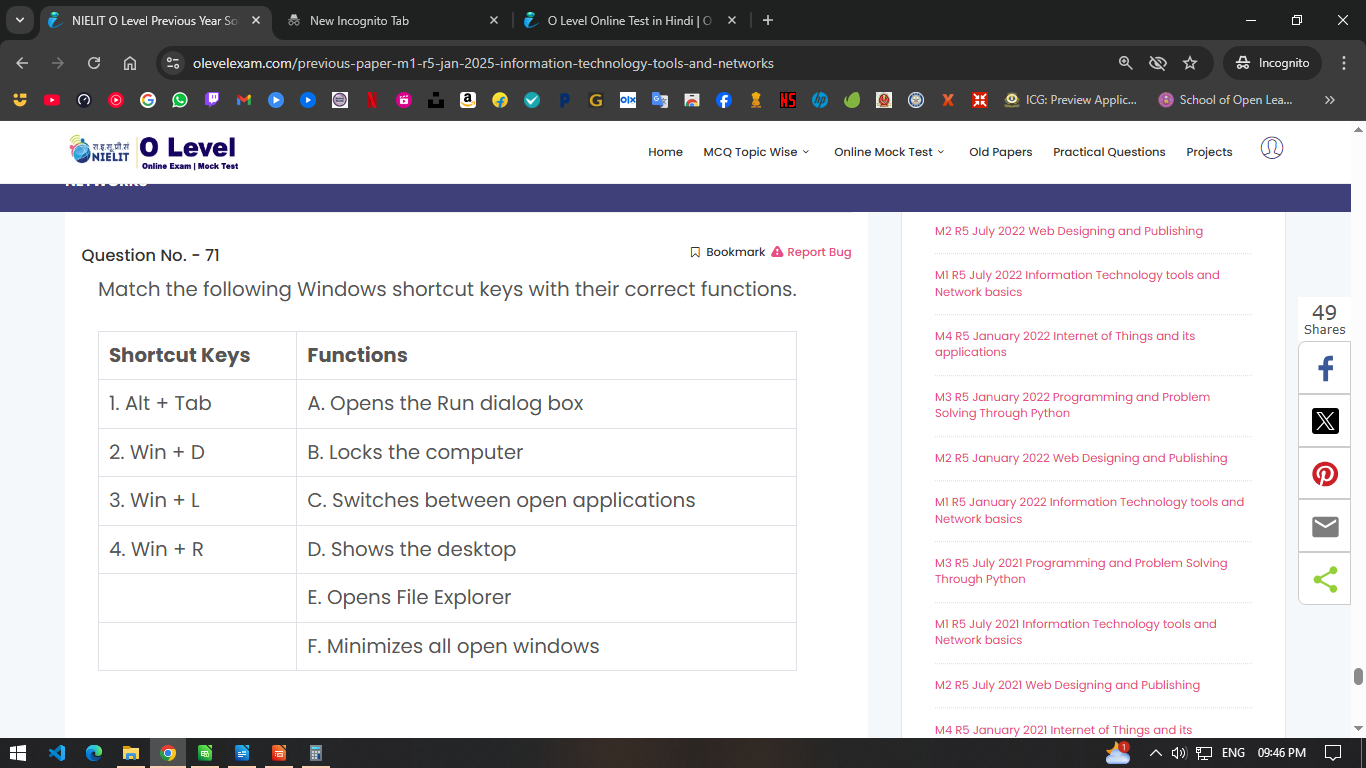 NIELIT O Level Previous Year So
New Incognito Tab
O Level Online Test in Hindi | O
olevelexam.com/previous-paper-m1-r5-jan-2025-information-technology-tools-and-networks
Incognito
ICG: Preview Applic...
School of Open Lea...
रा.इ.सू.प्रौ.सं
NIELIT
O Level
Online Exam | Mock Test
Home
MCQ Topic Wise
Online Mock Test
Old Papers
Practical Questions
Projects
NETWORKS
Question No. - 71
Bookmark
Report Bug
Match the following Windows shortcut keys with their correct functions.
Shortcut Keys
Functions
1. Alt + Tab
A. Opens the Run dialog box
2. Win + D
B. Locks the computer
3. Win + L
C. Switches between open applications
4. Win + R
D. Shows the desktop
E. Opens File Explorer
F. Minimizes all open windows
M2 R5 July 2022 Web Designing and Publishing
M1 R5 July 2022 Information Technology tools and
Network basics
M4 R5 January 2022 Internet of Things and its
applications
M3 R5 January 2022 Programming and Problem
Solving Through Python
M2 R5 January 2022 Web Designing and Publishing
M1 R5 January 2022 Information Technology tools and
Network basics
M3 R5 July 2021 Programming and Problem Solving
Through Python
M1 R5 July 2021 Information Technology tools and
Network basics
M2 R5 July 2021 Web Designing and Publishing
M4 R5 January 2021 Internet of Things and its
49
Shares
1
ENG
09:46 PM